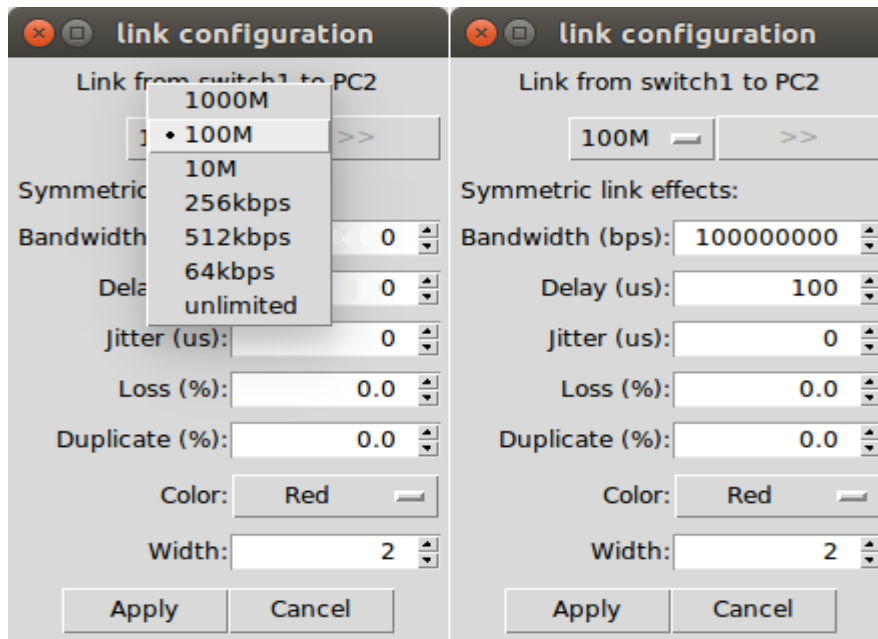 link configuration
Link from switch1 to PC2
1000M
• 100M
>>
10M
Symmetric
256kbps
512kbps
Bandwidth
0
64kbps
0
unlimited
Jitter (us):
0
Loss (%):
0.0
Duplicate (%):
0.0
Color:
Red
Width:
2
Apply
Cancel
link configuration
Link from switch1 to PC2
100M
>>
Symmetric link effects:
Bandwidth (bps): 100000000
Delay (us): 100
Jitter (us): 0
Loss (%): 0.0
Duplicate (%): 0.0
Color: Red
Width: 2
Apply
Cancel